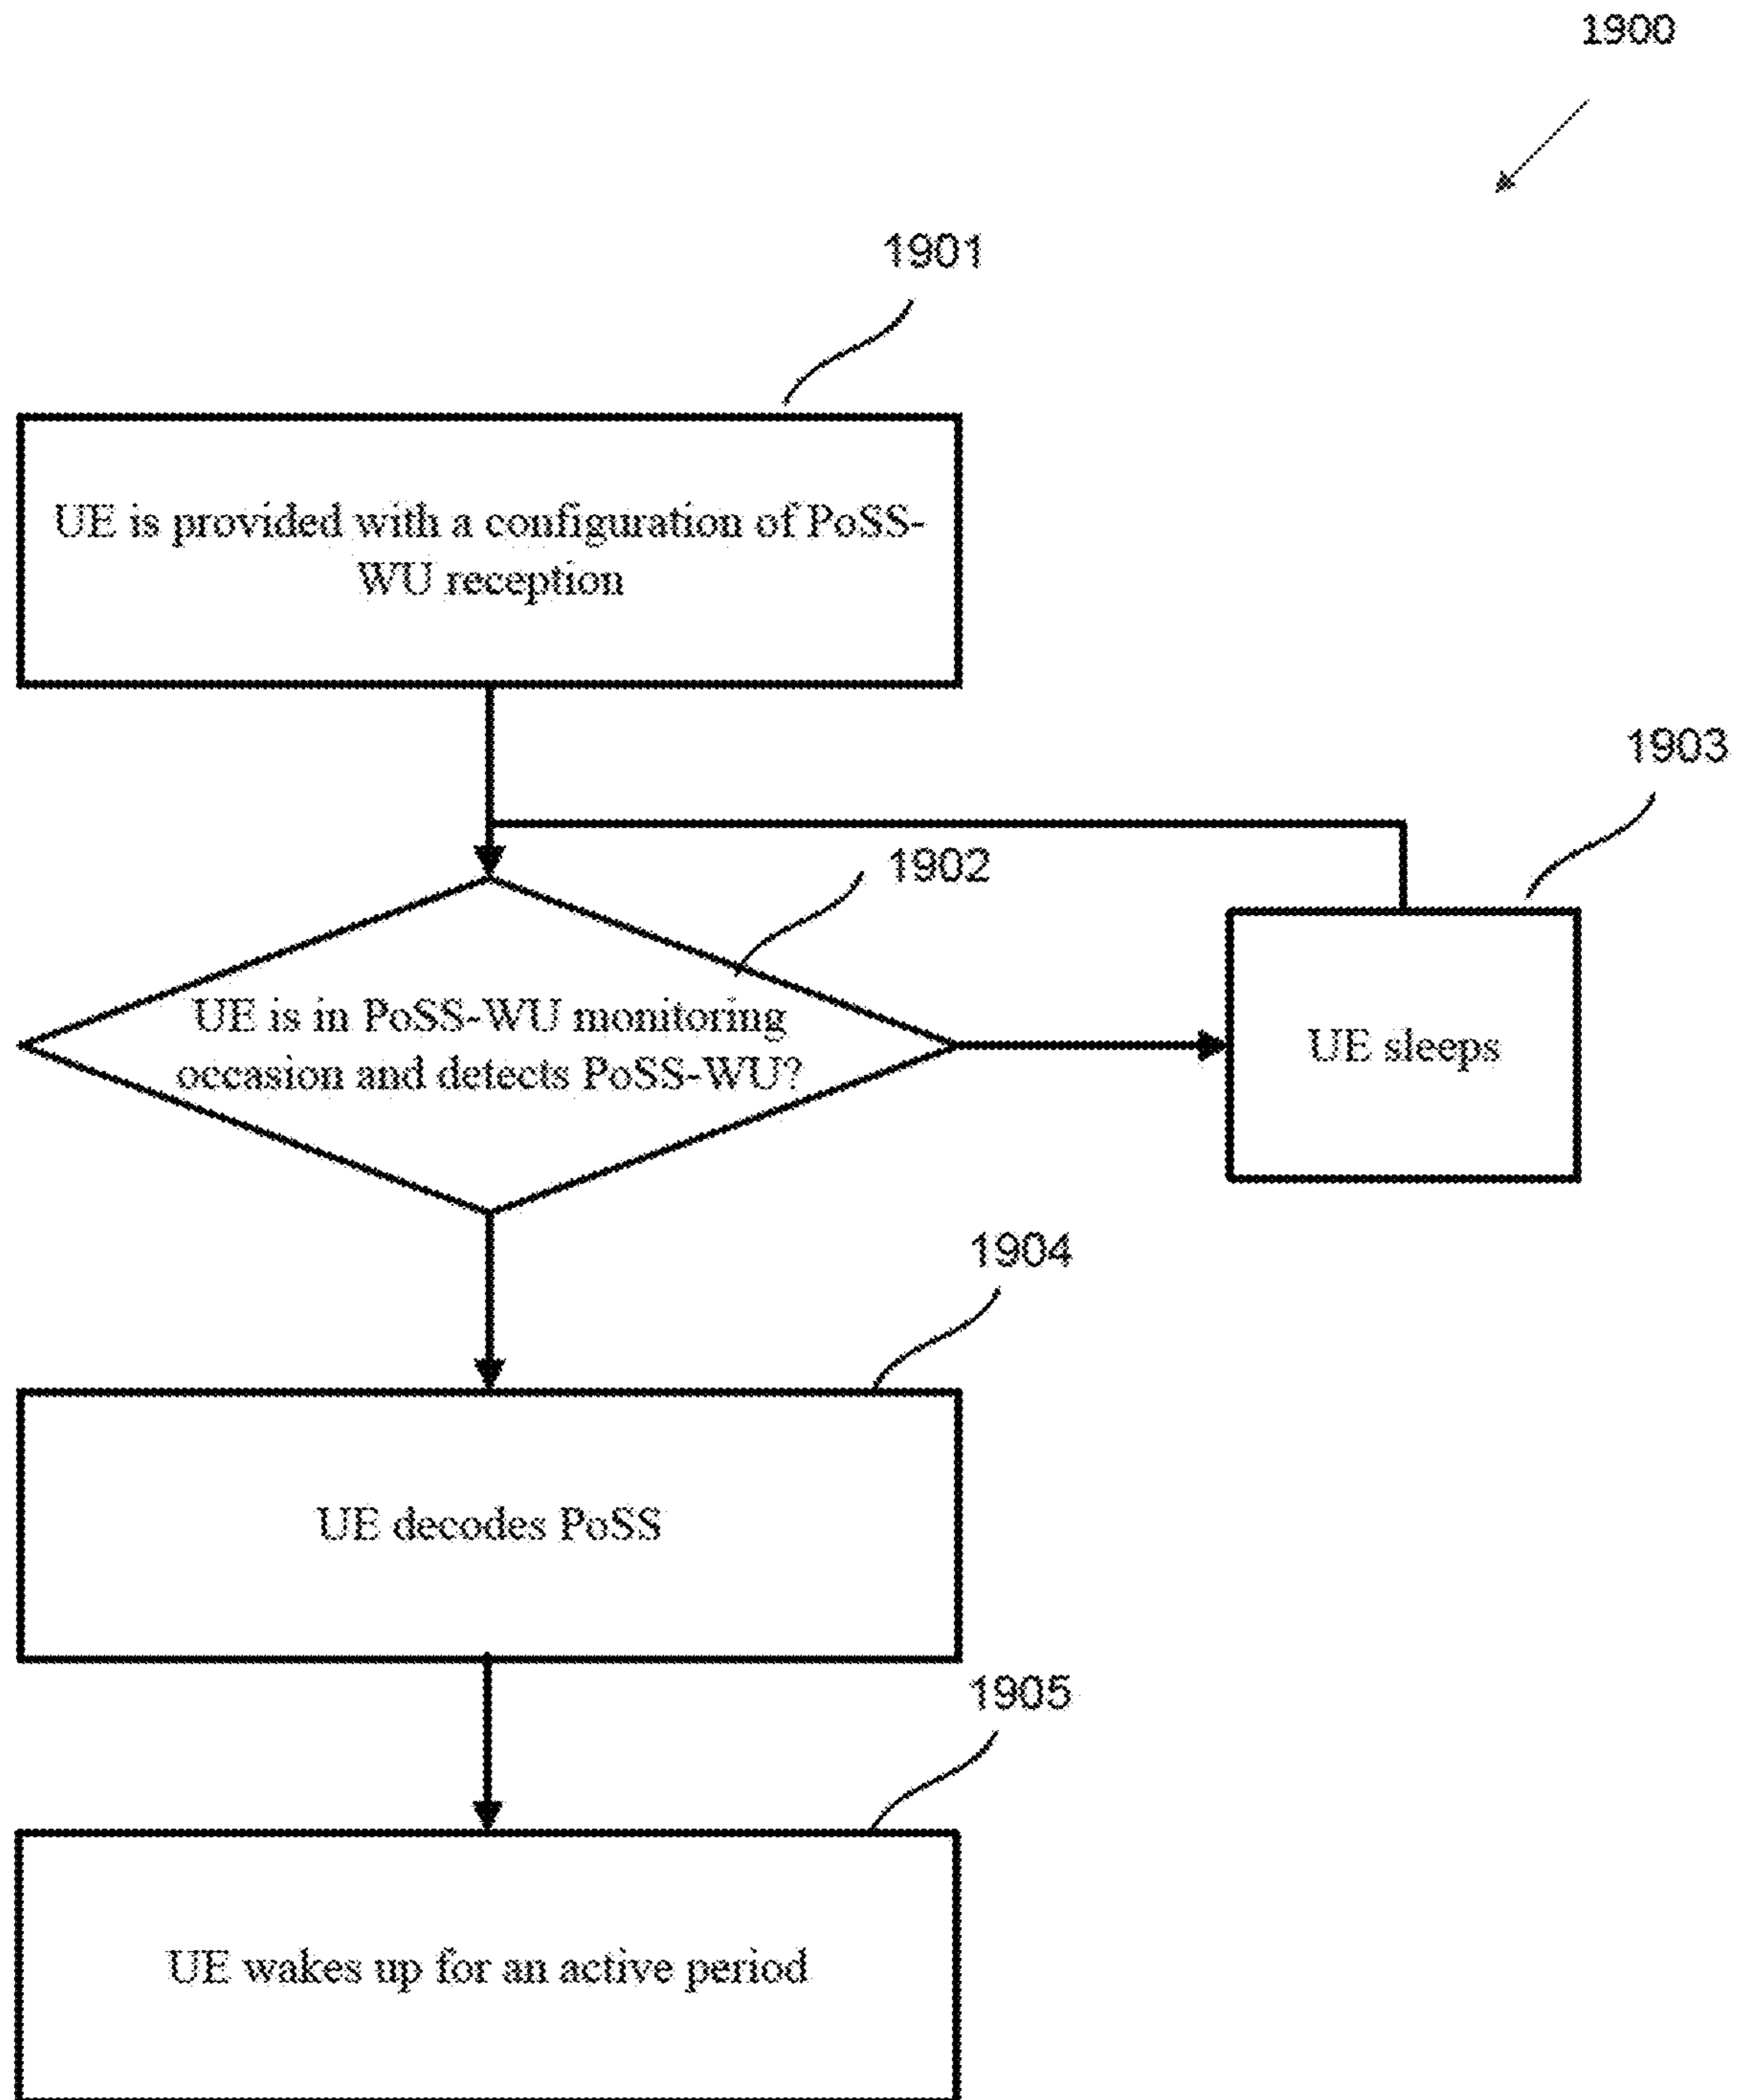 1900
1901
UE is provided with a configuration of PoSS-
WU reception
1903
1902
UE is in PoSS-WU monitoring
occasion and detects PoSS-WU?
UE sleeps
1904
UE decodes PoSS
1905
UE wakes up for an active period